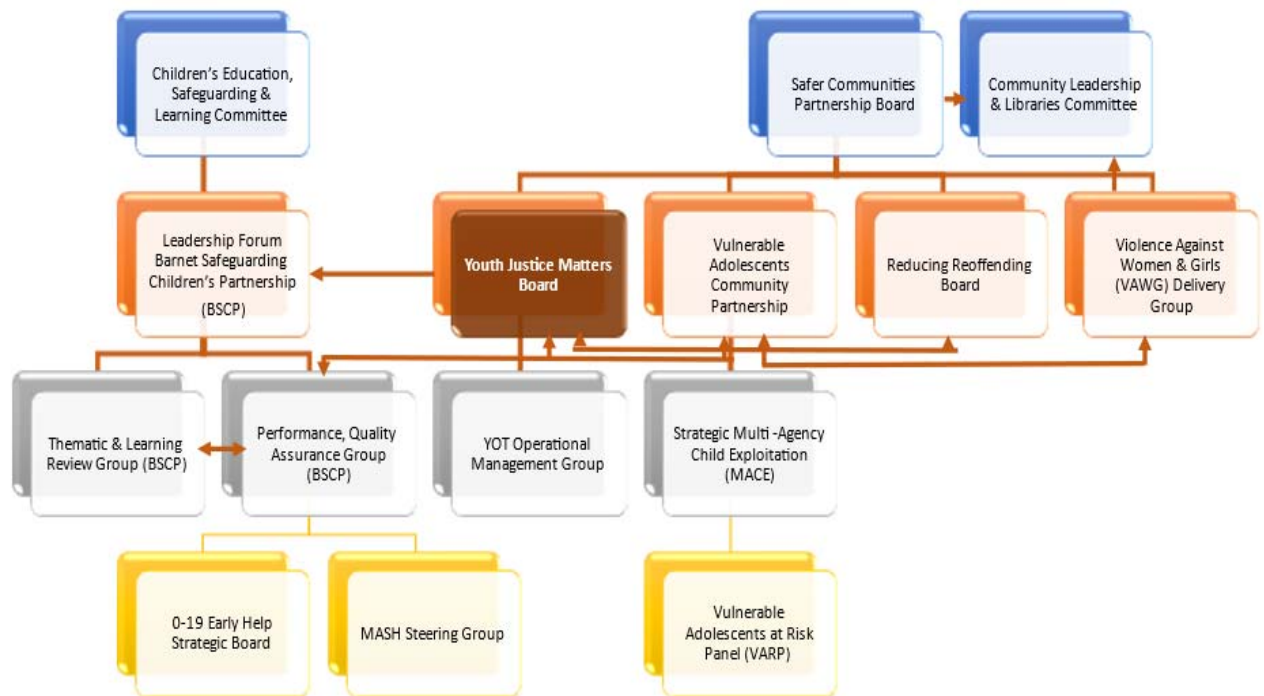 Children's Education,
Safeguarding &
Learning Committee
Safer Communities
Partnership Board
Community Leadership
& Libraries Committee
Leadership Forum
Barnet Safeguarding
Children's Partnership
(BSCP)
Youth Justice Matters
Board
Vulnerable
Adolescents
Community
Partnership
Reducing Reoffending
Board
Violence Against
Women & Girls
(VAWG) Delivery
Group
Thematic & Learning
Review Group (BSCP)
Performance, Quality
Assurance Group
(BSCP)
YOT Operational
Management Group
Strategic Multi -Agency
Child Exploitation
(MACE)
0-19 Early Help
Strategic Board
MASH Steering Group
Vulnerable
Adolescents at Risk
Panel (VARP)